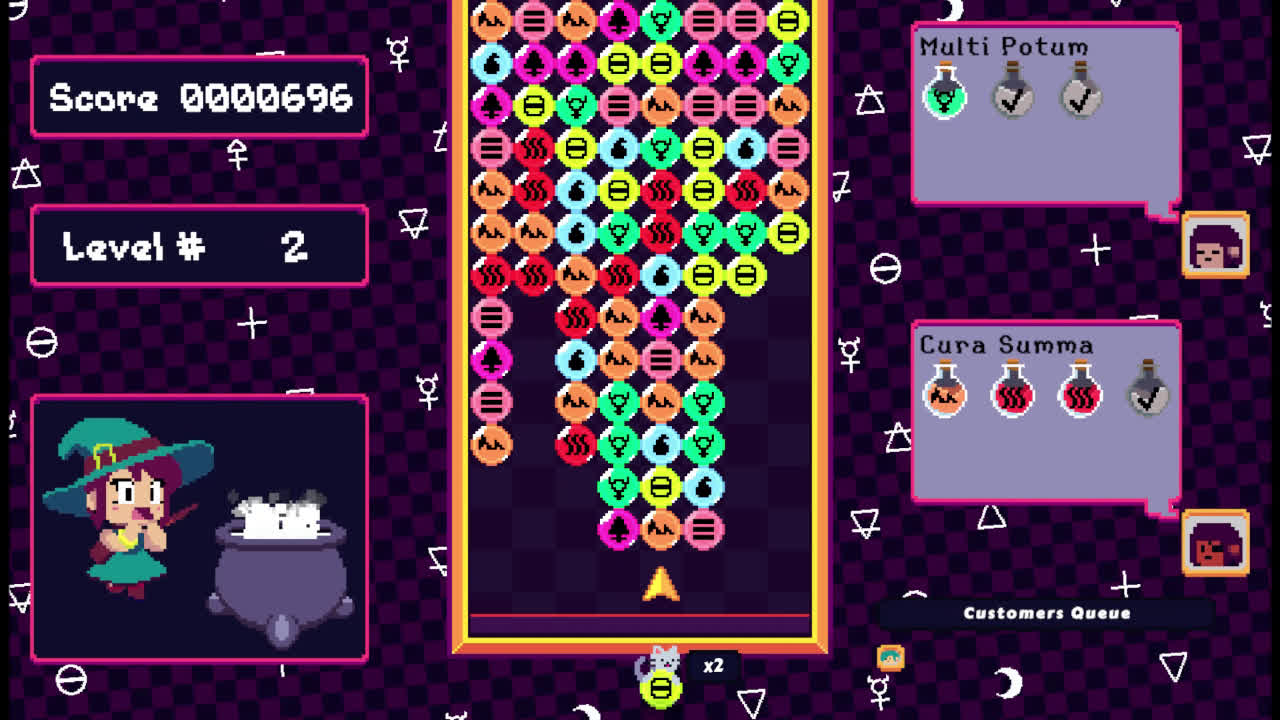 Score 0000696
Level # 2
Multi Potum
Cura Summa
Customers Queue
x2